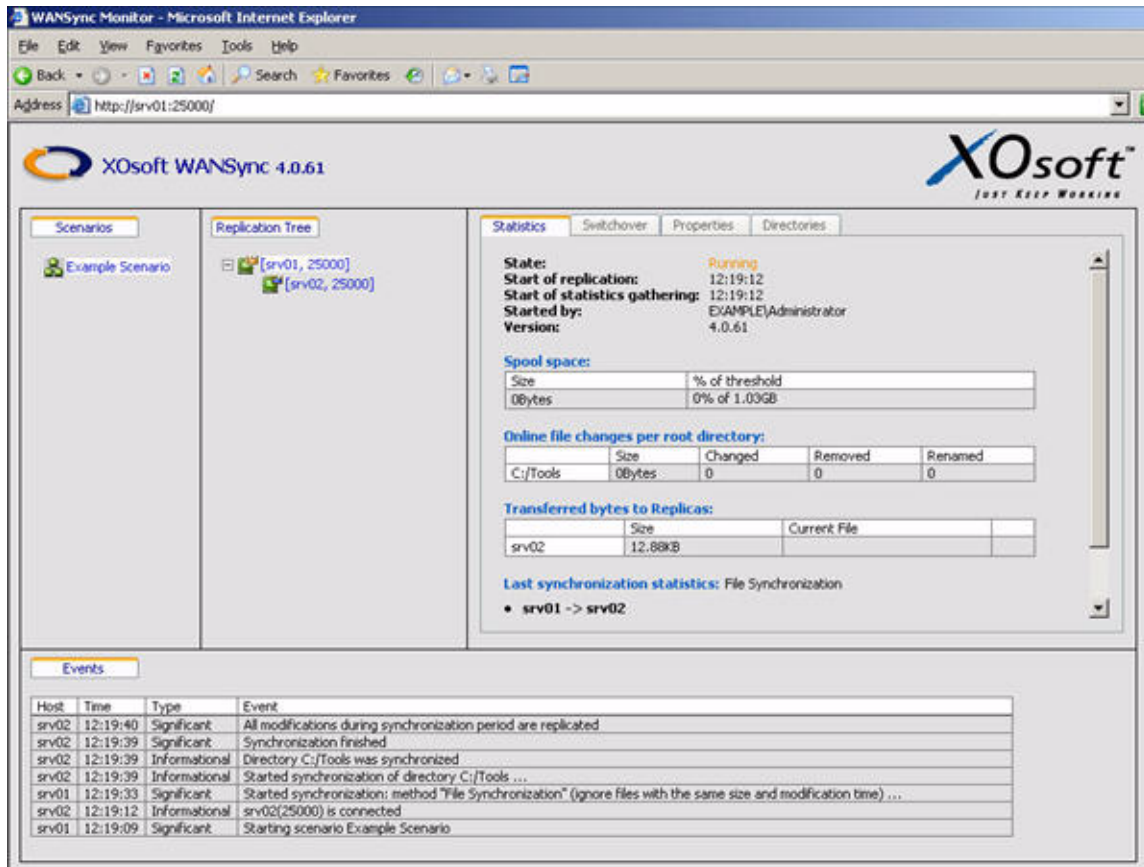 WANSync Monitor - Microsoft Internet Explorer
File Edit View Favorites Tools Help
Back Search Favorites
Address http://srv01:25000/
XOsoft WANSync 4.0.61
XOsoft™
JUST KEEP WORKING
Scenarios
Example Scenario
Replication Tree
[srv01, 25000]
[srv02, 25000]
Statistics Switchover Properties Directories
State: Running
Start of replication: 12:19:12
Start of statistics gathering: 12:19:12
Started by: EXAMPLE\Administrator
Version: 4.0.61
Spool space:
Size % of threshold
0Bytes 0% of 1.03GB
Online file changes per root directory:
Size Changed Removed Renamed
C:/Tools 0Bytes 0 0 0
Transferred bytes to Replicas:
Size Current File
srv02 12.88KB
Last synchronization statistics: File Synchronization
• srv01 -> srv02
Events
Host Time Type Event
srv02 12:19:40 Significant All modifications during synchronization period are replicated
srv02 12:19:39 Significant Synchronization finished
srv02 12:19:39 Informational Directory C:/Tools was synchronized
srv02 12:19:39 Informational Started synchronization of directory C:/Tools ...
srv01 12:19:33 Significant Started synchronization: method "File Synchronization" (ignore files with the same size and modification time) ...
srv02 12:19:12 Informational srv02(25000) is connected
srv01 12:19:09 Significant Starting scenario Example Scenario